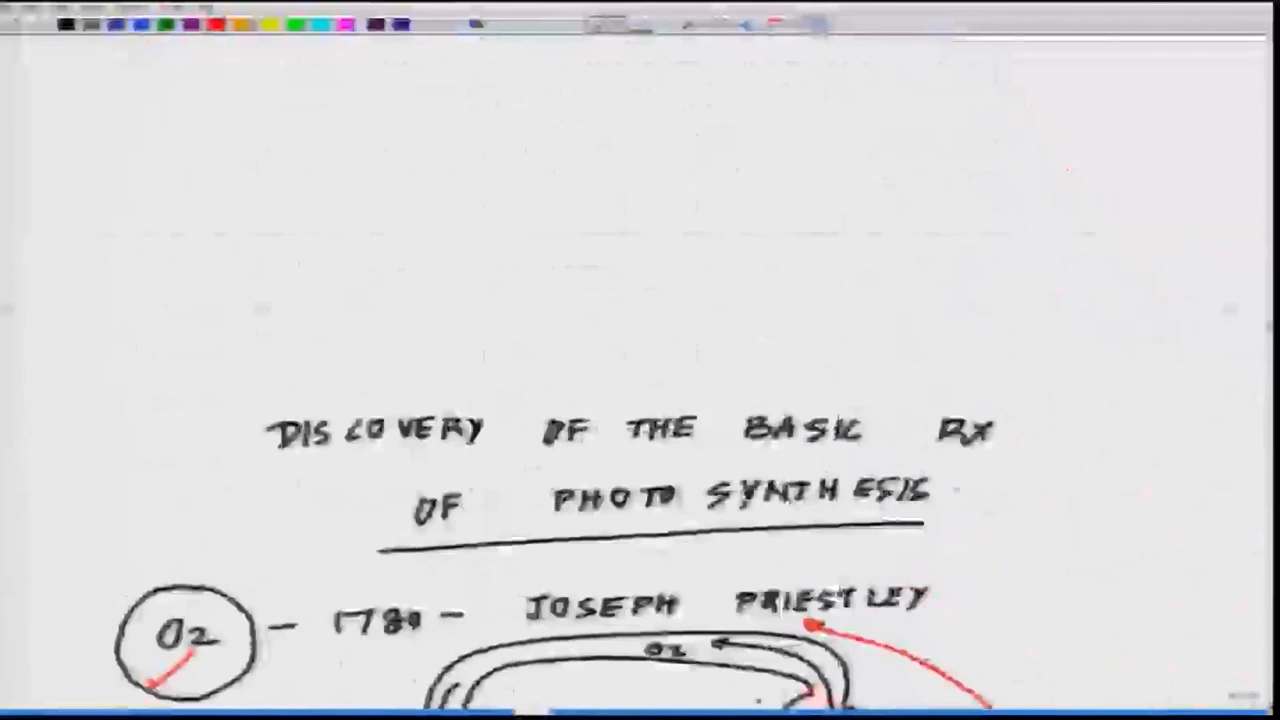 DISCOVERY OF THE BASIC RX
OF PHOTOSYNTHESIS
O2 - 1780 - JOSEPH PRIESTLEY
O2